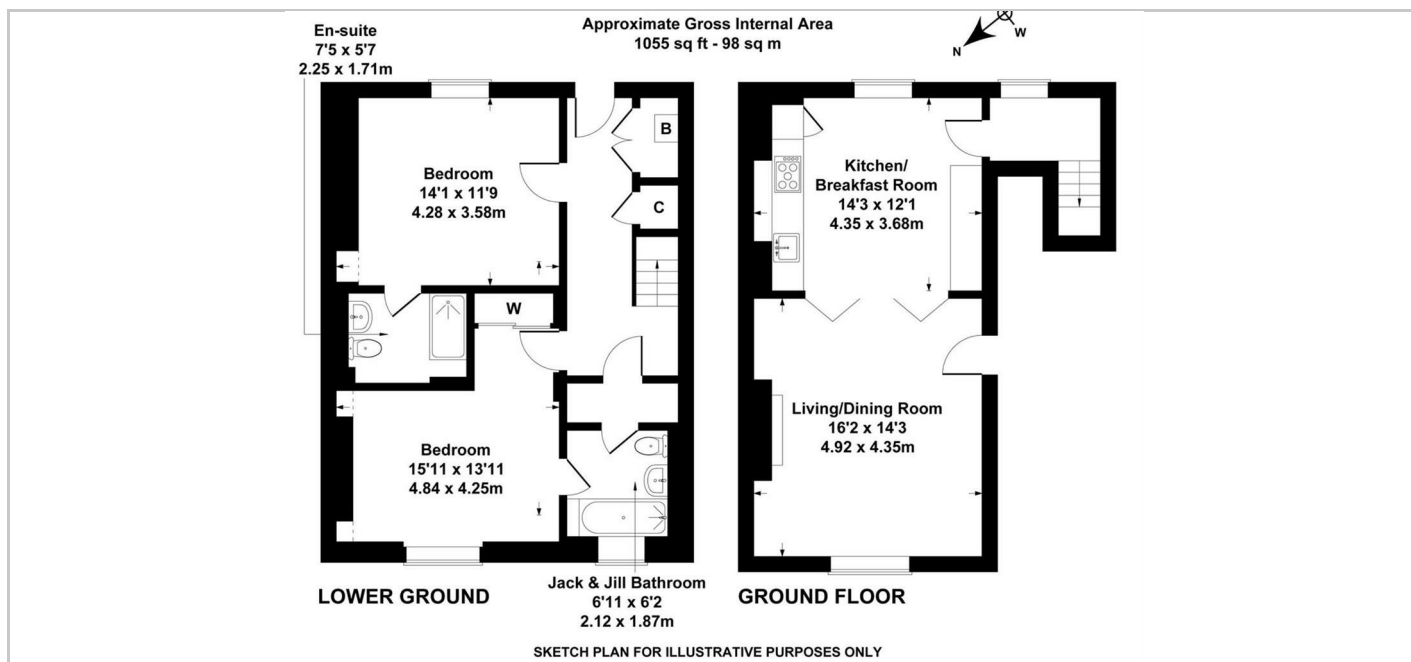 Approximate Gross Internal Area
1055 sq ft - 98 sq m
N
W
En-suite
7'5 x 5'7
2.25 x 1.71m
Bedroom
14'1 x 11'9
4.28 x 3.58m
B
C
W
Bedroom
15'11 x 13'11
4.84 x 4.25m
Jack & Jill Bathroom
6'11 x 6'2
2.12 x 1.87m
LOWER GROUND
Kitchen/
Breakfast Room
14'3 x 12'1
4.35 x 3.68m
Living/Dining Room
16'2 x 14'3
4.92 x 4.35m
GROUND FLOOR
SKETCH PLAN FOR ILLUSTRATIVE PURPOSES ONLY